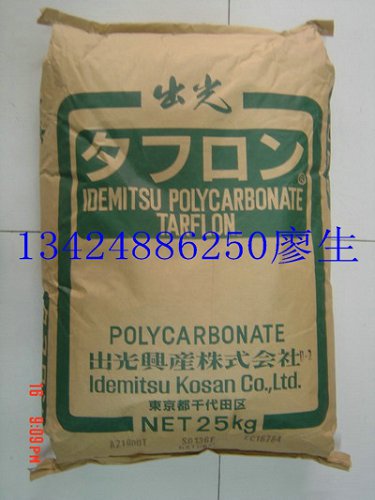 出光
タフロン®
IDEMITSU POLYCARBONATE
TARFLON
13424886250廖生
POLYCARBONATE
出光興産株式会社
Idemitsu Kosan Co.,Ltd.
東京都千代田区
NET 25kg
16 9:09 PM